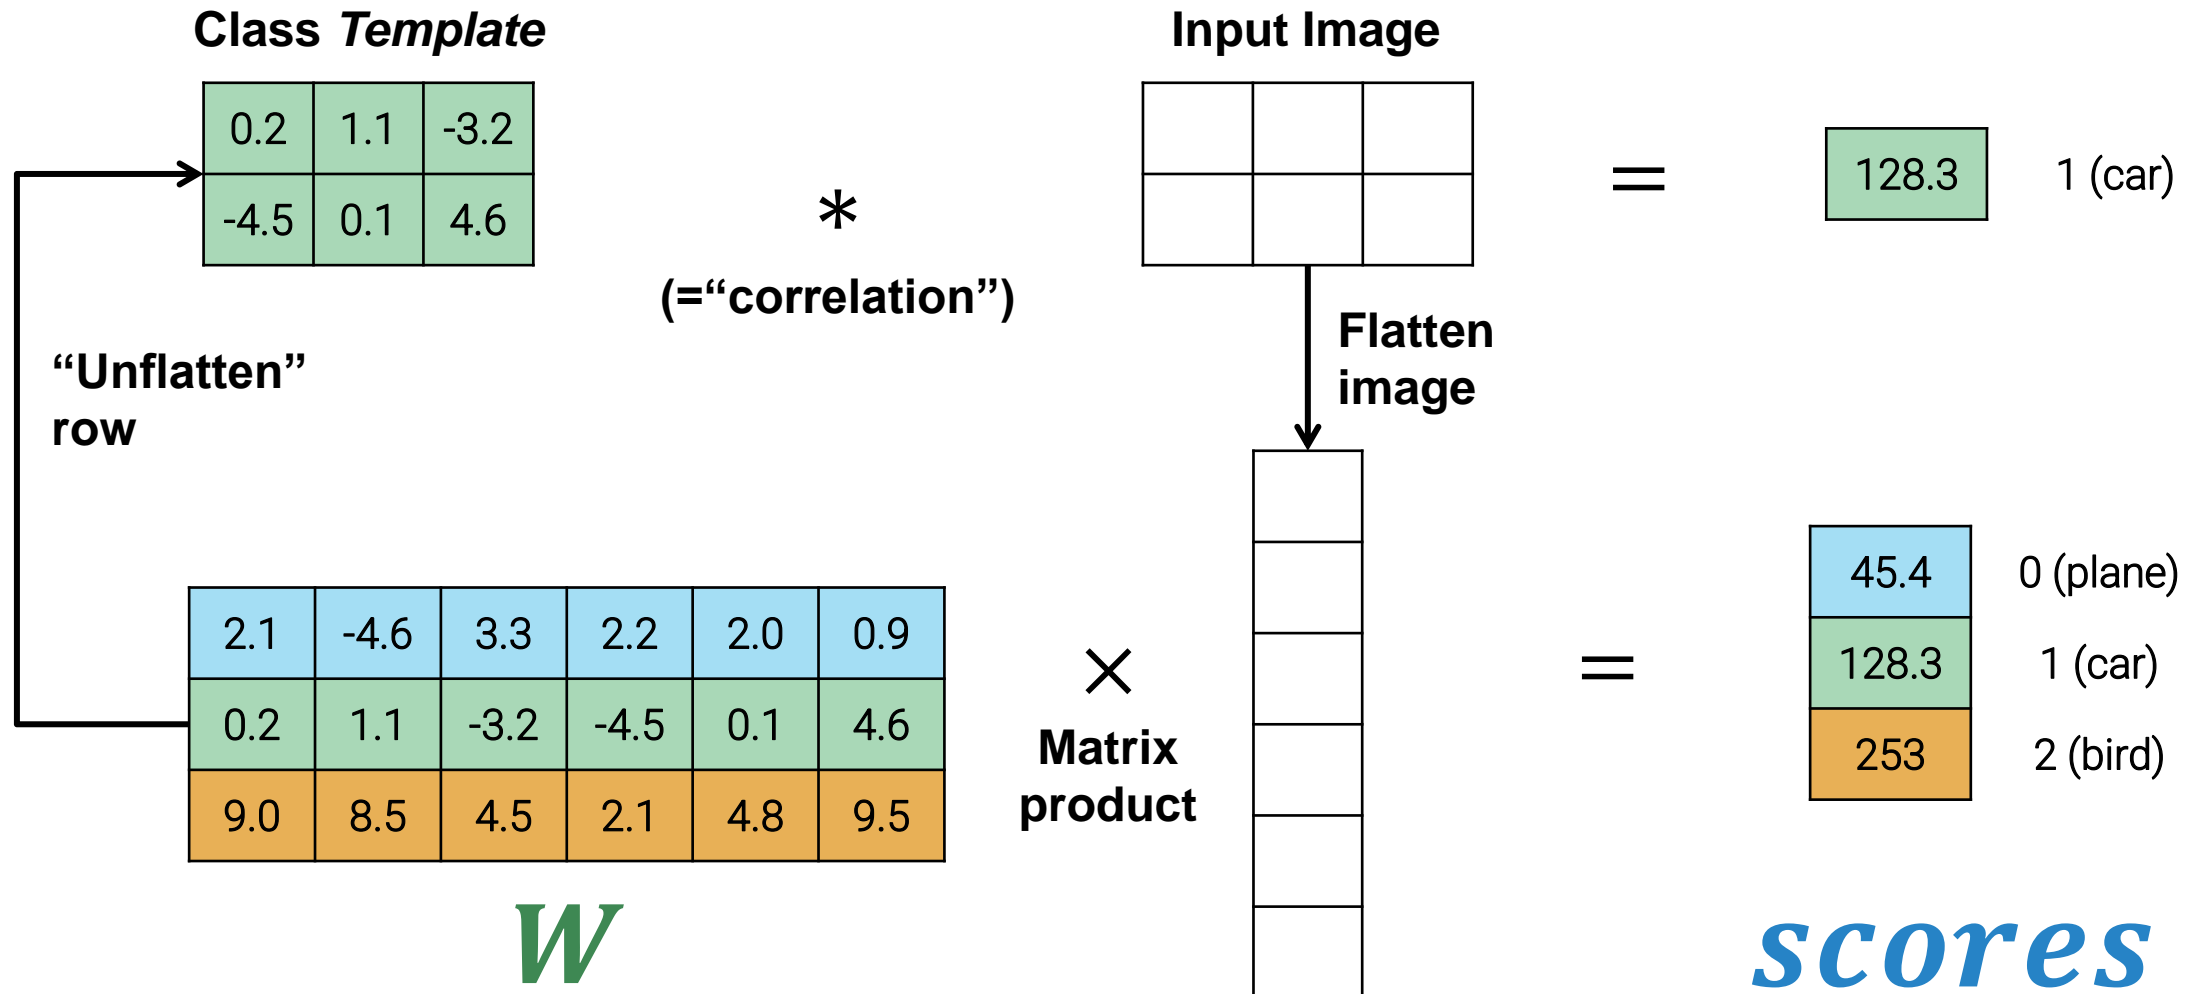 Class Template
Input Image
0.2 1.1 -3.2
-4.5 0.1 4.6
*
(=“correlation”)
=
128.3 1 (car)
“Unflatten”
row
Flatten
image
2.1 -4.6 3.3 2.2 2.0 0.9
0.2 1.1 -3.2 -4.5 0.1 4.6
9.0 8.5 4.5 2.1 4.8 9.5
W
×
Matrix
product
=
45.4 0 (plane)
128.3 1 (car)
253 2 (bird)
scores